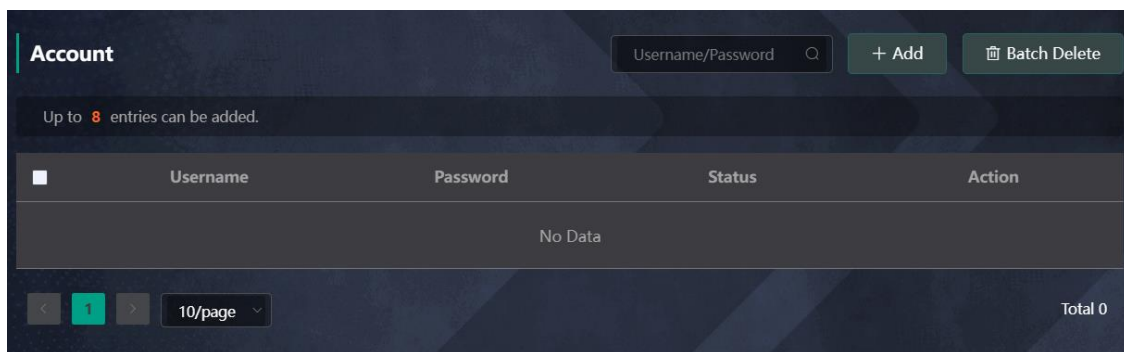 Account
Username/Password
+ Add
Batch Delete
Up to 8 entries can be added.
Username Password Status Action
No Data
< 1 > 10/page Total 0